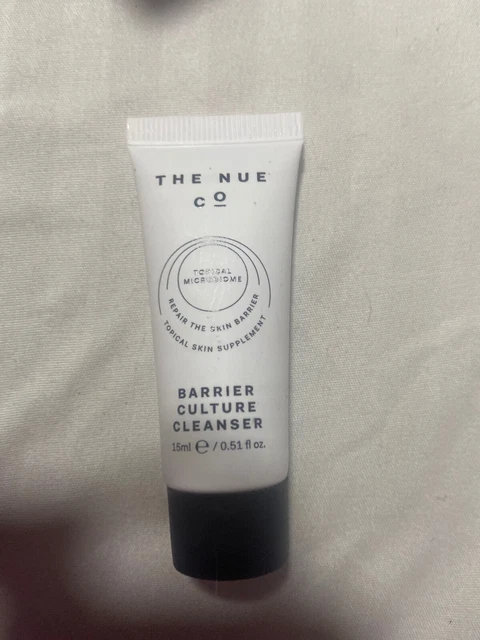 THE NUE
CO
TOPICAL
MICROBIOME
REPAIR THE SKIN BARRIER
TOPICAL SKIN SUPPLEMENT
BARRIER
CULTURE
CLEANSER
15ml ℮ / 0.51 fl oz.